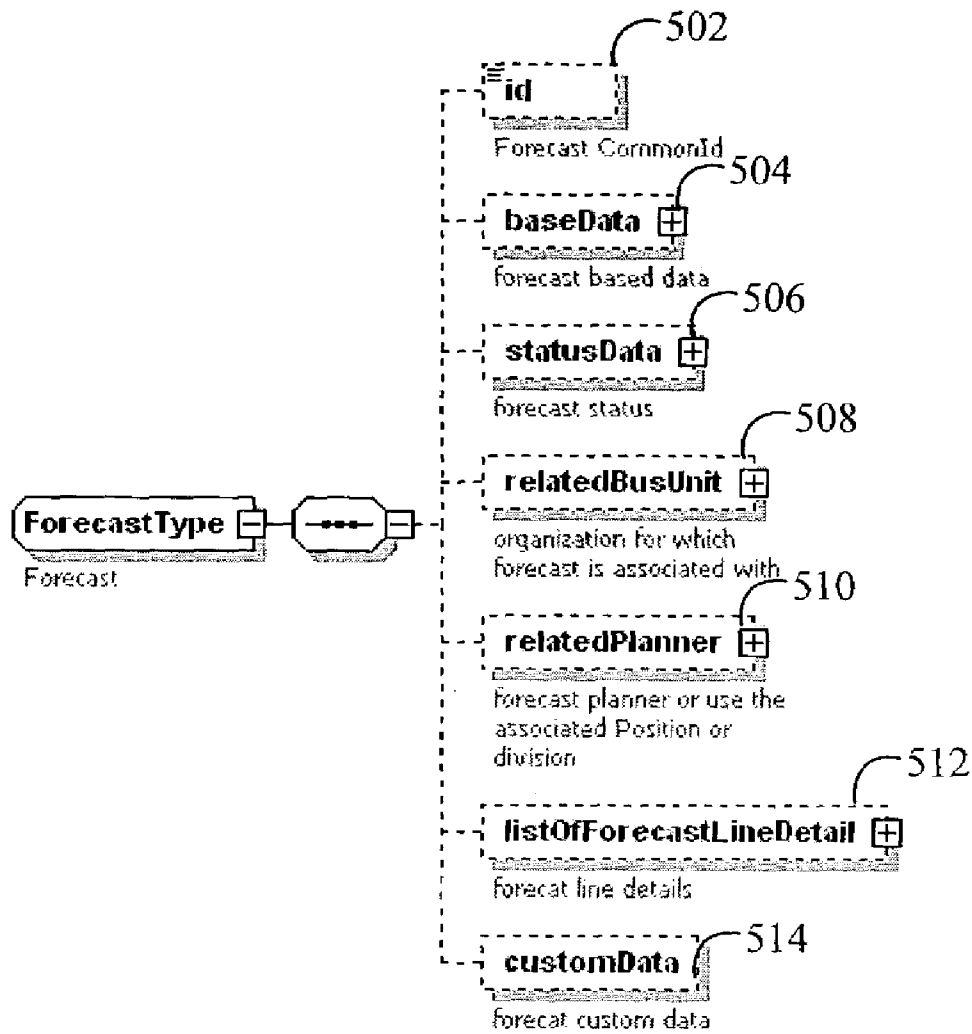 502
id
Forecast CommonId
504
baseData
forecast based data
506
statusData
forecast status
508
relatedBusUnit
organization for which
forecast is associated with
ForecastType
Forecast
510
relatedPlanner
forecast planner or use the
associated Position or
division
512
listOfForecastLineDetail
forecat line details
514
customData
forecat custom data